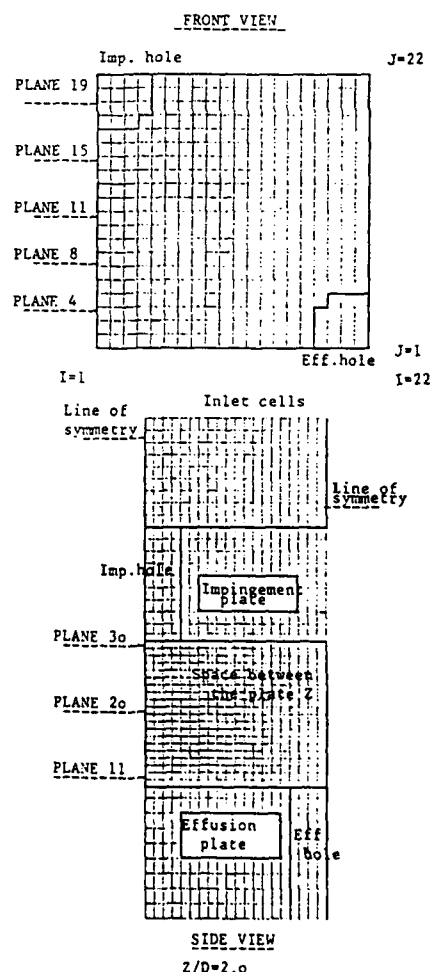 FRONT VIEW
Imp. hole
J=22
PLANE 19
PLANE 15
PLANE 11
PLANE 8
PLANE 4
Eff.hole
J=1
I=1
I=22
Inlet cells
Line of
symmetry
Line of
symmetry
Imp.hole
Impingement
plate
PLANE 3o
Space between
the plate Z
PLANE 2o
PLANE 11
Effusion
plate
Eff
hole
SIDE VIEW
Z/D=2.o